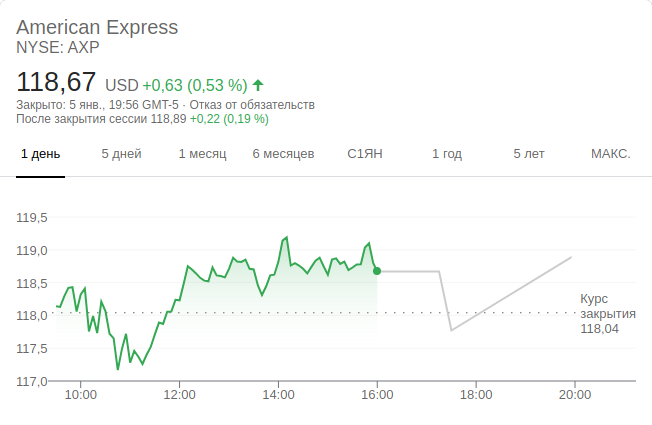 American Express
NYSE: AXP
118,67 USD +0,63 (0,53 %)
Закрыто: 5 янв., 19:56 GMT-5 · Отказ от обязательств
После закрытия сессии 118,89 +0,22 (0,19 %)
1 день 5 дней 1 месяц 6 месяцев С1ЯН 1 год 5 лет МАКС.
119,5
119,0
118,5
118,0
117,5
117,0
Курс
закрытия
118,04
10:00 12:00 14:00 16:00 18:00 20:00